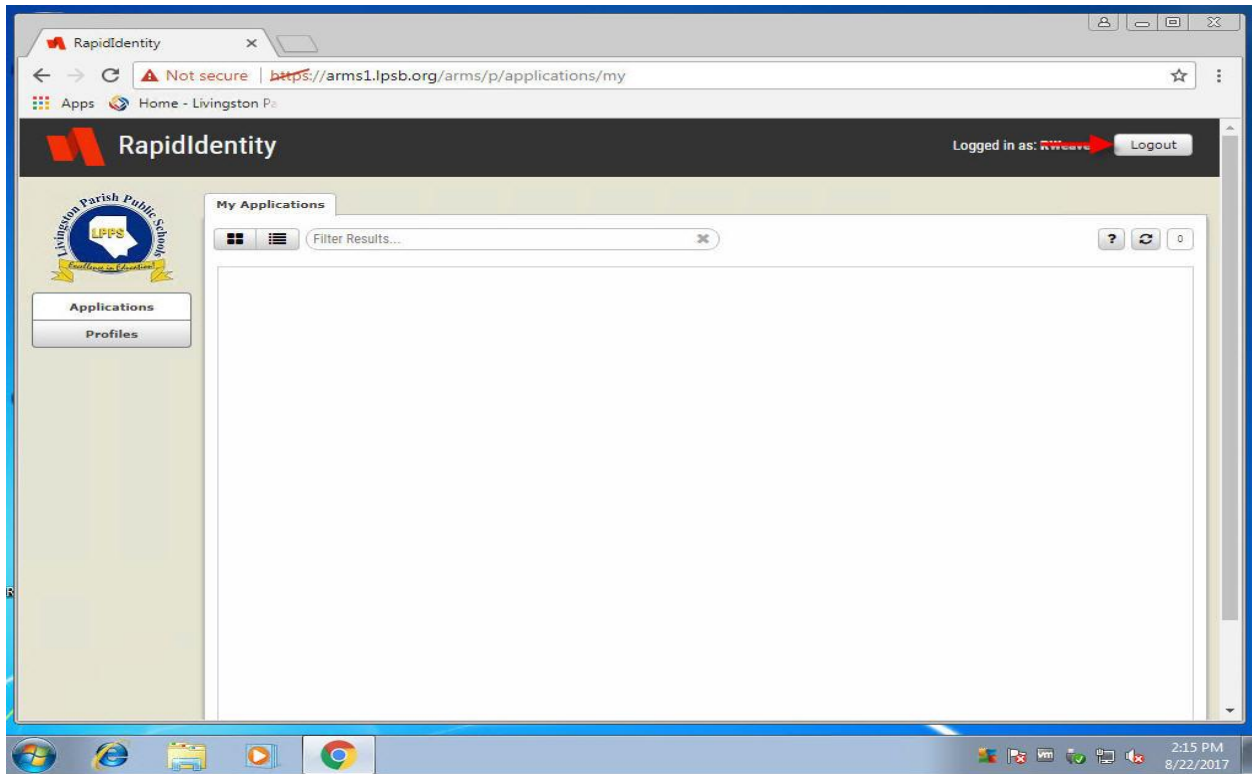 RapidIdentity
Not secure | https://arms1.lpsb.org/arms/p/applications/my
Apps Home - Livingston Pa
RapidIdentity
Logged in as: RWeave
Logout
Livingston Parish Public Schools
LPPS
Excellence in Education!
My Applications
Filter Results...
? 0
Applications
Profiles
R
2:15 PM
8/22/2017